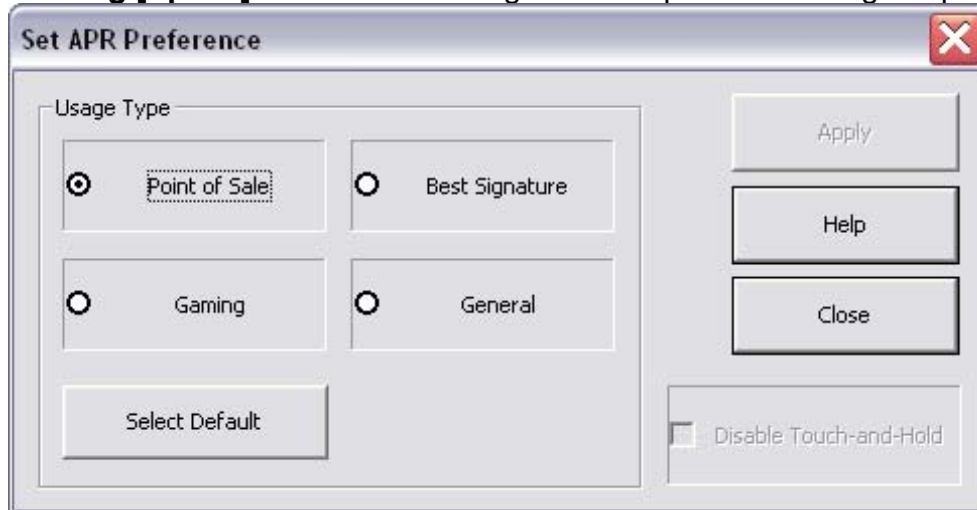 Set APR Preference
Usage Type
Point of Sale
Best Signature
Gaming
General
Select Default
Apply
Help
Close
Disable Touch-and-Hold